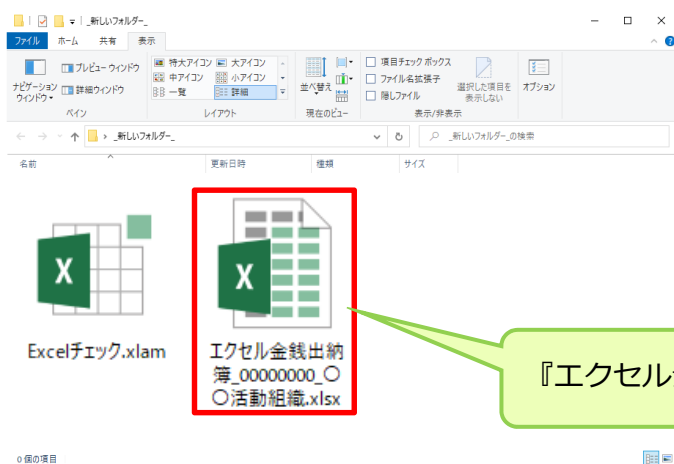 _新しいフォルダー_
ファイル ホーム 共有 表示
ナビゲーション ウィンドウ プレビュー ウィンドウ 詳細ウィンドウ
特大アイコン 大アイコン
中アイコン 小アイコン
一覧 詳細
並べ替え
項目チェック ボックス
ファイル名拡張子
隠しファイル
選択した項目を
表示しない
オプション
ペイン レイアウト 現在のビュー 表示/非表示
_新しいフォルダー_ _新しいフォルダー_の検索
名前 更新日時 種類 サイズ
Excelチェック.xlam
エクセル金銭出納
簿_00000000_○
○活動組織.xlsx
『エクセル
0 個の項目